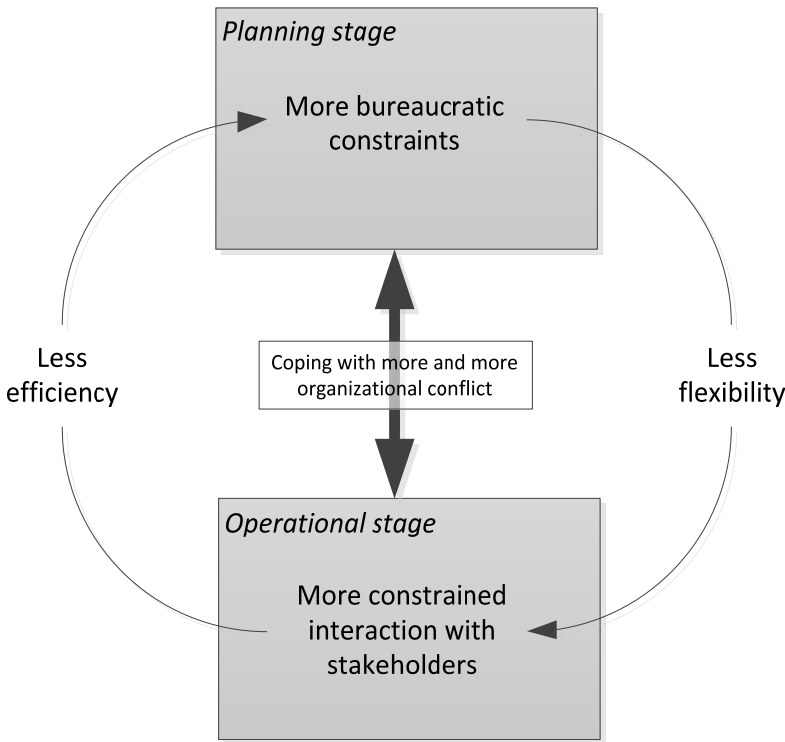 Planning stage
More bureaucratic
constraints
Less
efficiency
Coping with more and more
organizational conflict
Less
flexibility
Operational stage
More constrained
interaction with
stakeholders